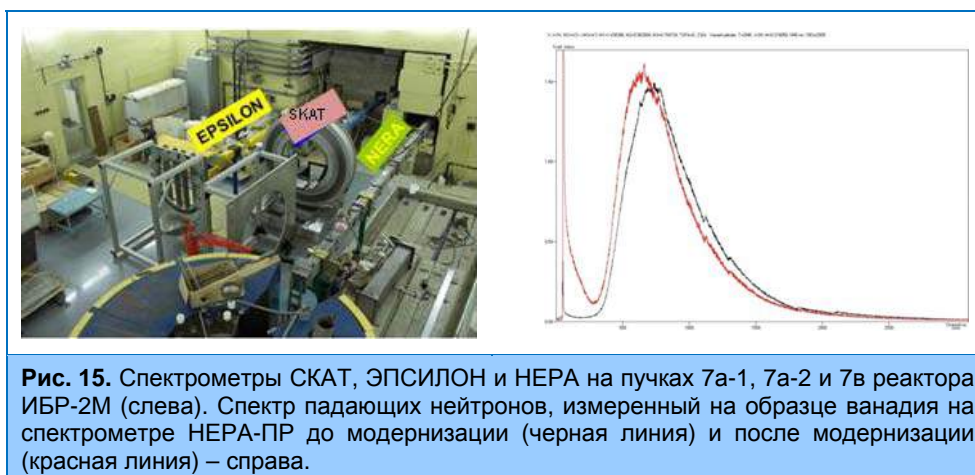 EPSILON
SKAT
NERA
500
Рис. 15. Спектрометры СКАТ, ЭПСИЛОН и НЕРА на пучках 7а-1, 7а-2 и 7в реактора
ИБР-2М (слева). Спектр падающих нейтронов, измеренный на образце ванадия на
спектрометре НЕРА-ПР до модернизации (черная линия) и после модернизации
(красная линия) – справа.